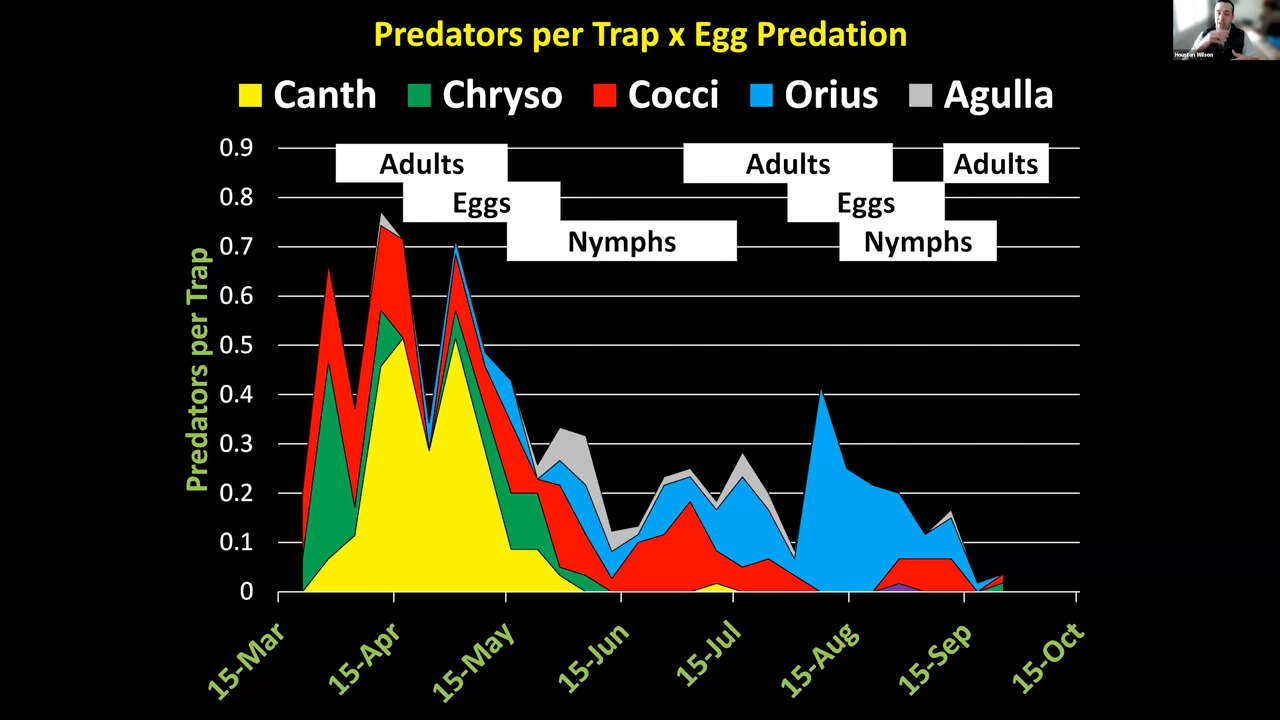 Predators per Trap x Egg Predation
Houston Wilson
Canth Chryso Cocci Orius Agulla
Predators per Trap
0.9
0.8
0.7
0.6
0.5
0.4
0.3
0.2
0.1
0
Adults Adults Adults
Eggs Eggs
Nymphs Nymphs
15-Mar 15-Apr 15-May 15-Jun 15-Jul 15-Aug 15-Sep 15-Oct